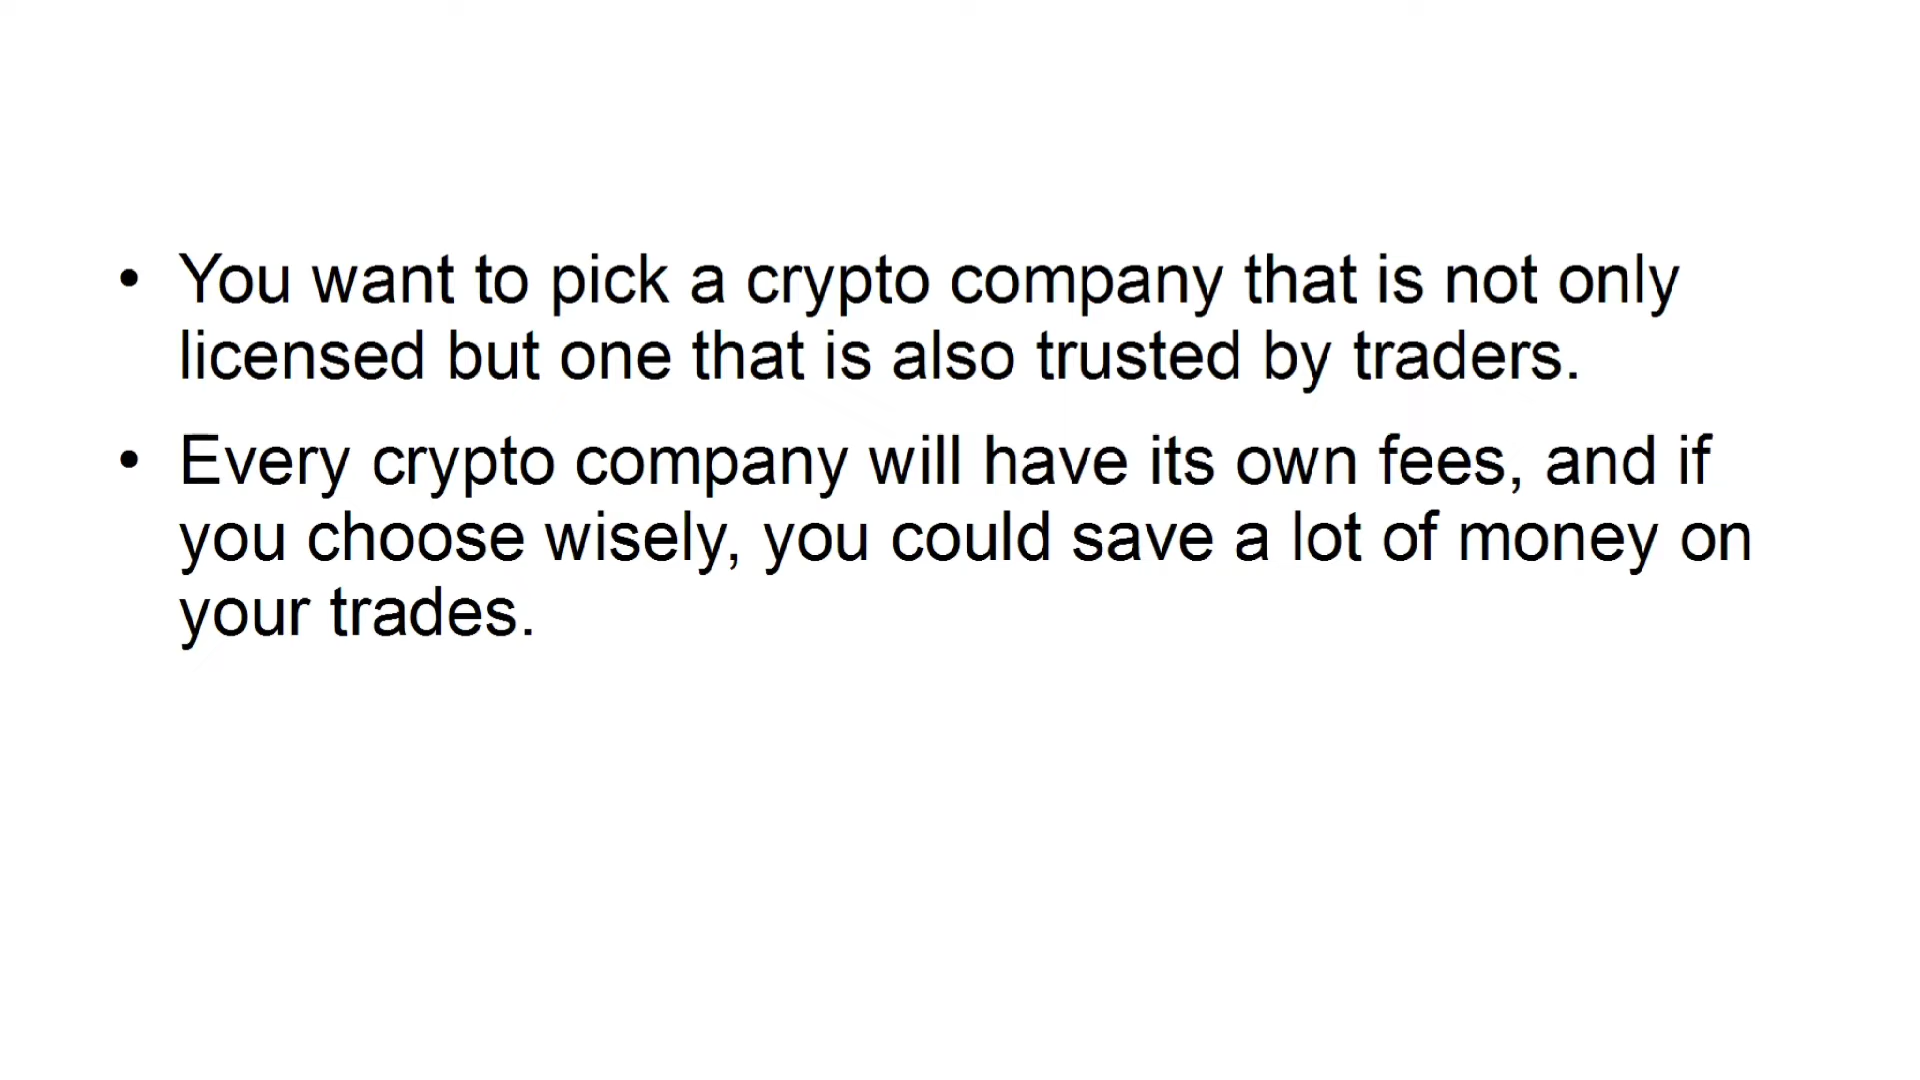 • You want to pick a crypto company that is not only
licensed but one that is also trusted by traders.
• Every crypto company will have its own fees, and if
you choose wisely, you could save a lot of money on
your trades.